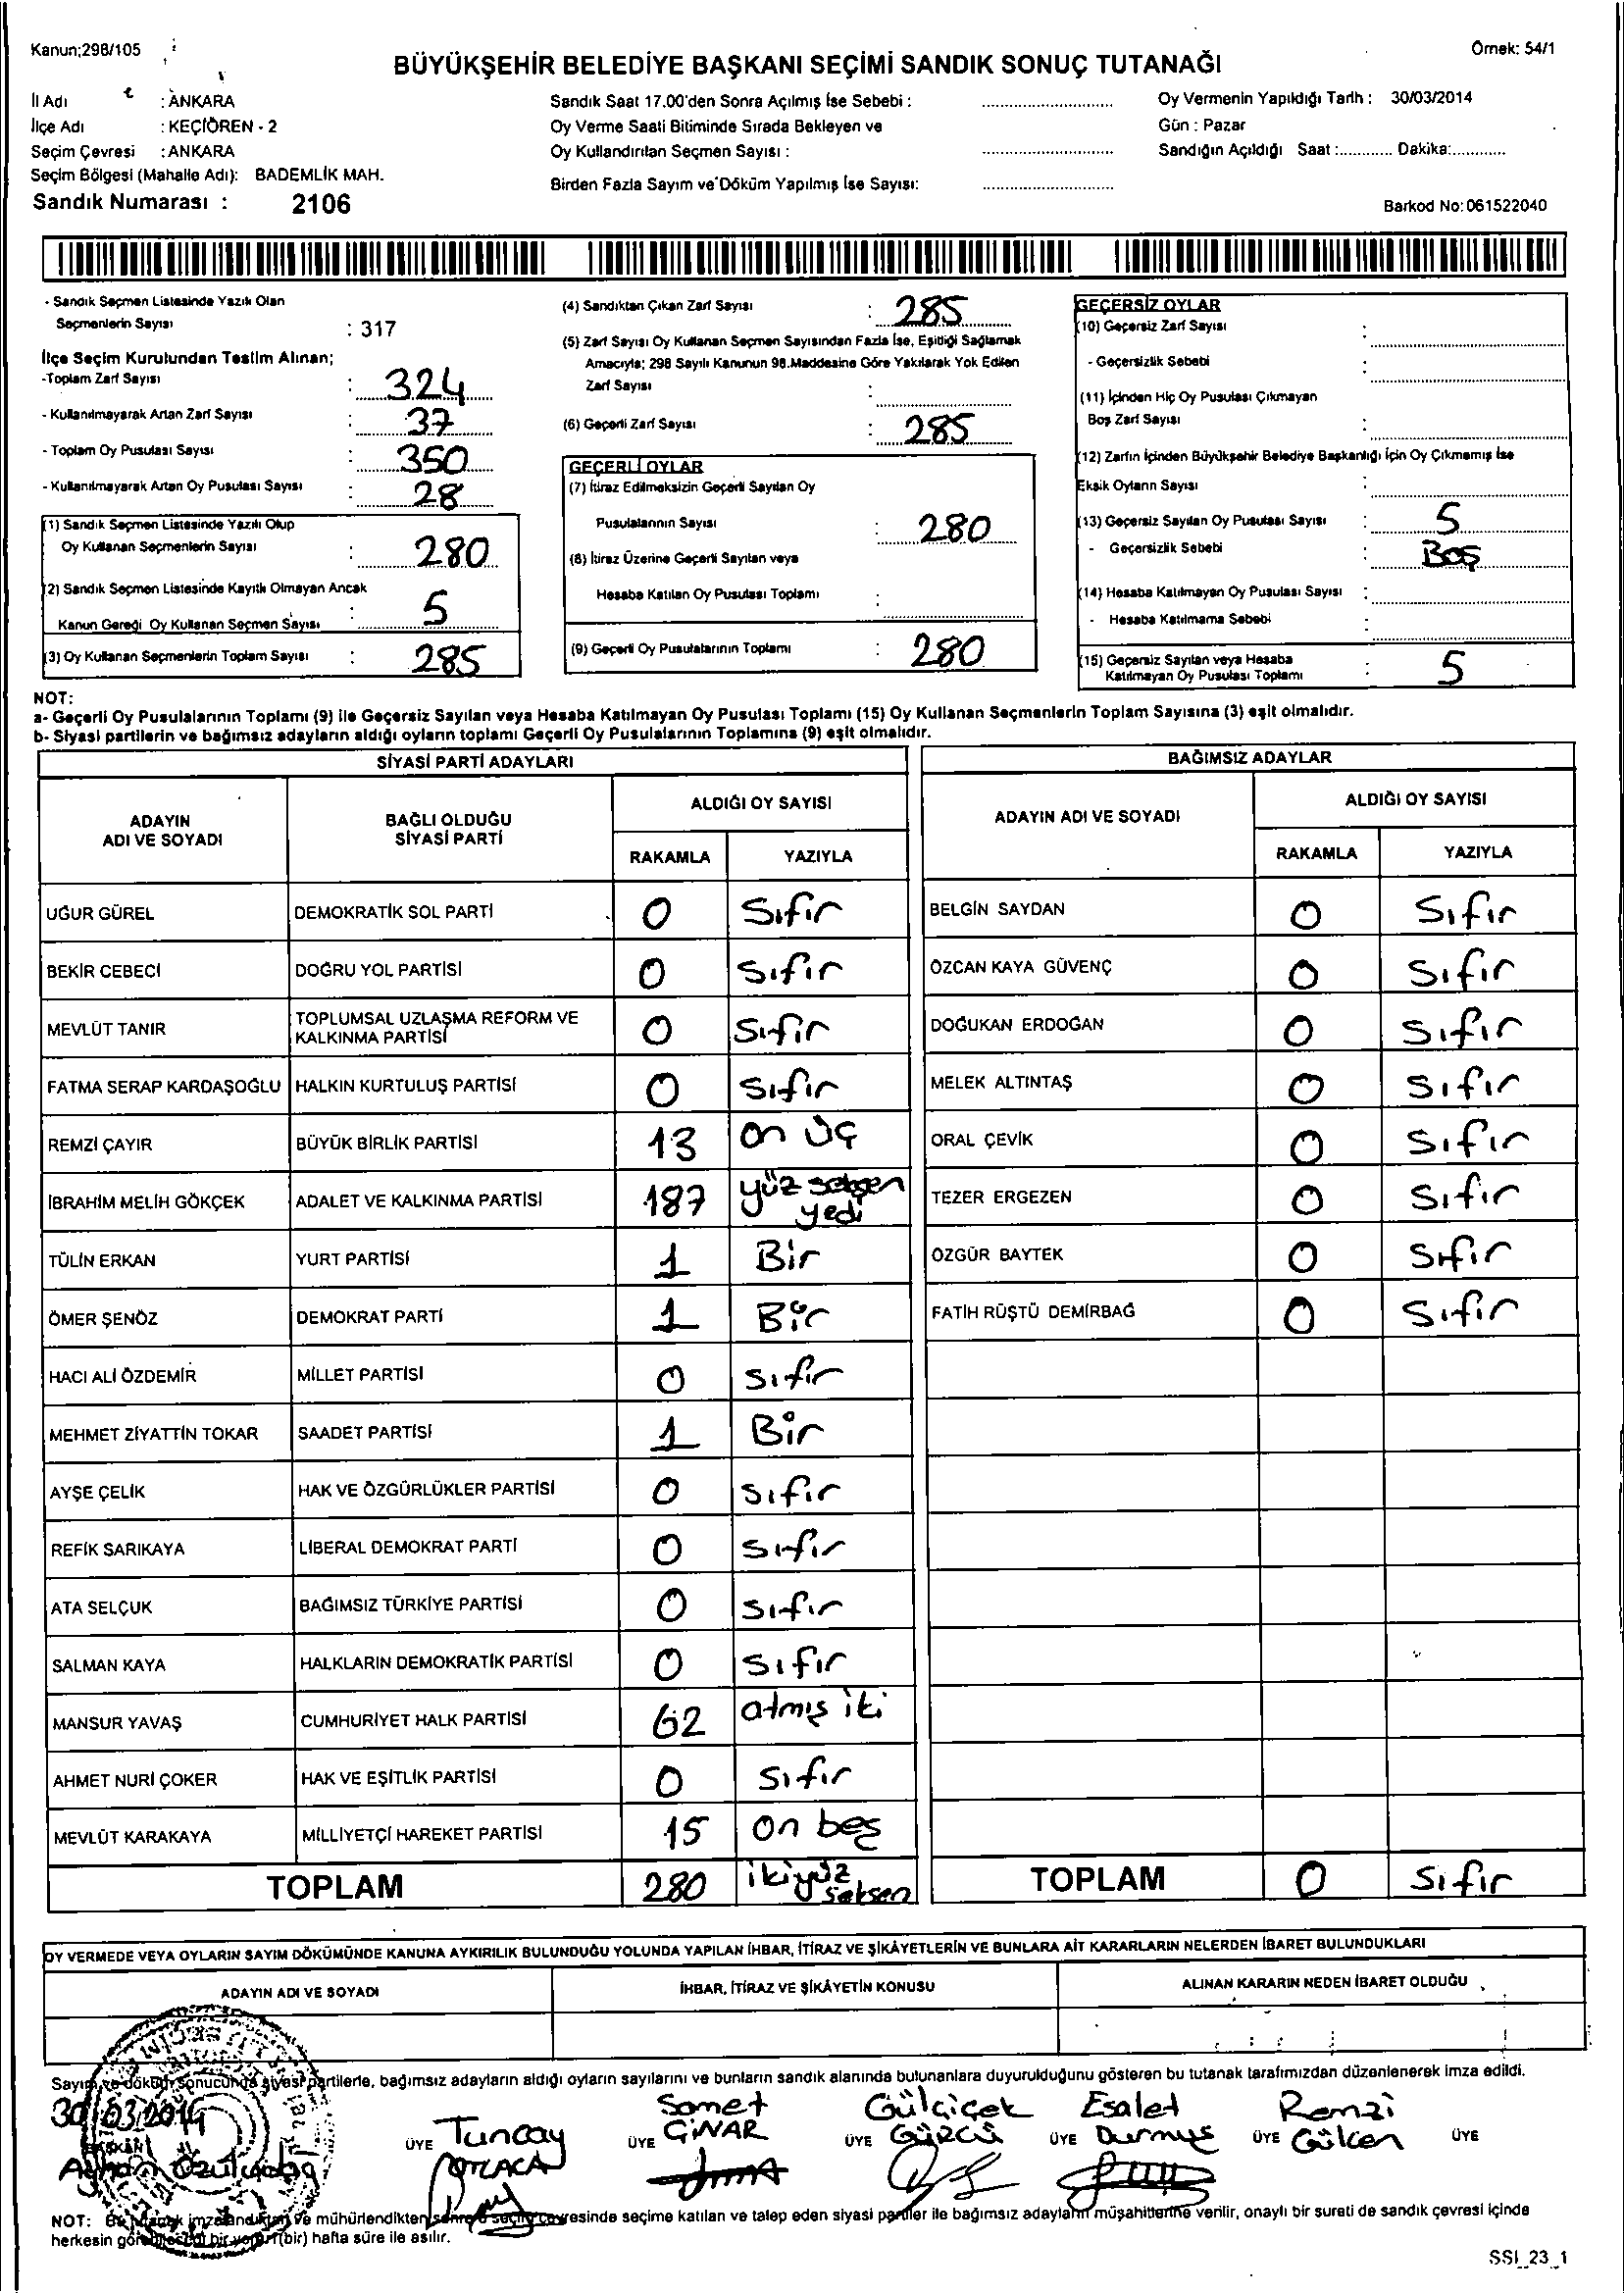 Kanun;298/105
Örnek: 54/1
BÜYÜKŞEHİR BELEDİYE BAŞKANI SEÇİMİ SANDIK SONUÇ TUTANAĞI
İl Adı : ANKARA
İlçe Adı : KEÇİÖREN - 2
Seçim Çevresi : ANKARA
Seçim Bölgesi (Mahalle Adı): BADEMLİK MAH.
Sandık Numarası : 2106
Sandık Saat 17.00'den Sonra Açılmış İse Sebebi :
Oy Verme Saati Bitiminde Sırada Bekleyen ve
Oy Kullandırılan Seçmen Sayısı :
Birden Fazla Sayım ve Döküm Yapılmış İse Sayısı:
Oy Vermenin Yapıldığı Tarih : 30/03/2014
Gün : Pazar
Sandığın Açıldığı Saat :............ Dakika:............
Barkod No: 061522040
- Sandık Seçmen Listesinde Yazılı Olan
Seçmenlerin Sayısı : 317
İlçe Seçim Kurulundan Teslim Alınan;
-Toplam Zarf Sayısı : 324
- Kullanılmayarak Artan Zarf Sayısı : 37
- Toplam Oy Pusulası Sayısı : 350
- Kullanılmayarak Artan Oy Pusulası Sayısı : 28
(1) Sandık Seçmen Listesinde Yazılı Olup
Oy Kullanan Seçmenlerin Sayısı : 280
(2) Sandık Seçmen Listesinde Kayıtlı Olmayan Ancak
Kanun Gereği Oy Kullanan Seçmen Sayısı : 5
(3) Oy Kullanan Seçmenlerin Toplam Sayısı : 285
(4) Sandıktan Çıkan Zarf Sayısı : 285
(5) Zarf Sayısı Oy Kullanan Seçmen Sayısından Fazla İse, Eşitliği Sağlamak
Amacıyla; 298 Sayılı Kanunun 98.Maddesine Göre Yakılarak Yok Edilen
Zarf Sayısı :
(6) Geçerli Zarf Sayısı : 285
GEÇERLİ OYLAR
(7) İtiraz Edilmeksizin Geçerli Sayılan Oy
Pusulalarının Sayısı : 280
(8) İtiraz Üzerine Geçerli Sayılan veya
Hesaba Katılan Oy Pusulası Toplamı :
(9) Geçerli Oy Pusulalarının Toplamı : 280
GEÇERSİZ OYLAR
(10) Geçersiz Zarf Sayısı :
- Geçersizlik Sebebi :
(11) İçinden Hiç Oy Pusulası Çıkmayan
Boş Zarf Sayısı :
(12) Zarfın İçinden Büyükşehir Belediye Başkanlığı İçin Oy Çıkmamış İse
Eksik Oyların Sayısı :
(13) Geçersiz Sayılan Oy Pusulası Sayısı : 5
- Geçersizlik Sebebi : Boş
(14) Hesaba Katılmayan Oy Pusulası Sayısı :
- Hesaba Katılmama Sebebi :
(15) Geçersiz Sayılan veya Hesaba
Katılmayan Oy Pusulası Toplamı : 5
NOT:
a- Geçerli Oy Pusulalarının Toplamı (9) ile Geçersiz Sayılan veya Hesaba Katılmayan Oy Pusulası Toplamı (15) Oy Kullanan Seçmenlerin Toplam Sayısına (3) eşit olmalıdır.
b- Siyasi partilerin ve bağımsız adayların aldığı oyların toplamı Geçerli Oy Pusulalarının Toplamına (9) eşit olmalıdır.
SİYASİ PARTİ ADAYLARI
ADAYIN ADI VE SOYADI BAĞLI OLDUĞU SİYASİ PARTİ ALDIĞI OY SAYISI
RAKAMLA YAZIYLA
UĞUR GÜREL DEMOKRATİK SOL PARTİ 0 Sıfır
BEKİR CEBECİ DOĞRU YOL PARTİSİ 0 Sıfır
MEVLÜT TANIR TOPLUMSAL UZLAŞMA REFORM VE KALKINMA PARTİSİ 0 Sıfır
FATMA SERAP KARDAŞOĞLU HALKIN KURTULUŞ PARTİSİ 0 Sıfır
REMZİ ÇAYIR BÜYÜK BİRLİK PARTİSİ 13 on üç
İBRAHİM MELİH GÖKÇEK ADALET VE KALKINMA PARTİSİ 187 yüz seksen yedi
TÜLİN ERKAN YURT PARTİSİ 1 Bir
ÖMER ŞENÖZ DEMOKRAT PARTİ 1 Bir
HACI ALİ ÖZDEMİR MİLLET PARTİSİ 0 sıfır
MEHMET ZİYATTİN TOKAR SAADET PARTİSİ 1 Bir
AYŞE ÇELİK HAK VE ÖZGÜRLÜKLER PARTİSİ 0 sıfır
REFİK SARIKAYA LİBERAL DEMOKRAT PARTİ 0 sıfır
ATA SELÇUK BAĞIMSIZ TÜRKİYE PARTİSİ 0 sıfır
SALMAN KAYA HALKLARIN DEMOKRATİK PARTİSİ 0 sıfır
MANSUR YAVAŞ CUMHURİYET HALK PARTİSİ 62 atmış iki
AHMET NURİ ÇOKER HAK VE EŞİTLİK PARTİSİ 0 sıfır
MEVLÜT KARAKAYA MİLLİYETÇİ HAREKET PARTİSİ 15 On beş
TOPLAM 280 ikiyüz seksen
BAĞIMSIZ ADAYLAR
ADAYIN ADI VE SOYADI ALDIĞI OY SAYISI
RAKAMLA YAZIYLA
BELGİN SAYDAN 0 Sıfır
ÖZCAN KAYA GÜVENÇ 0 Sıfır
DOĞUKAN ERDOĞAN 0 Sıfır
MELEK ALTINTAŞ 0 Sıfır
ORAL ÇEVİK 0 Sıfır
TEZER ERGEZEN 0 Sıfır
ÖZGÜR BAYTEK 0 Sıfır
FATİH RÜŞTÜ DEMİRBAĞ 0 Sıfır
TOPLAM 0 Sıfır
OY VERMEDE VEYA OYLARIN SAYIM DÖKÜMÜNDE KANUNA AYKIRILIK BULUNDUĞU YOLUNDA YAPILAN İHBAR, İTİRAZ VE ŞİKÂYETLERİN VE BUNLARA AİT KARARLARIN NELERDEN İBARET BULUNDUKLARI
ADAYIN ADI VE SOYADI İHBAR, İTİRAZ VE ŞİKÂYETİN KONUSU ALINAN KARARIN NEDEN İBARET OLDUĞU
Sayım ve döküm sonucunda siyasi partilerle, bağımsız adayların aldığı oyların sayılarını ve bunların sandık alanında bulunanlara duyurulduğunu gösteren bu tutanak tarafımızdan düzenlenerek imza edildi.
30/03/2014
BAŞKAN
Ayhan
ÜYE Tuncay
ÜYE Samet ÇINAR
ÜYE Gülçiçek Gürcü
ÜYE Esalet Durmuş
ÜYE Remzi Gülcen
ÜYE
NOT: Bu tutanak imzalandıktan ve mühürlendikten sonra o seçim çevresinde seçime katılan ve talep eden siyasi partiler ile bağımsız adayların müşahitlerine verilir, onaylı bir sureti de sandık çevresi içinde
herkesin görebileceği bir yere 1 (bir) hafta süre ile asılır.
SSI_23_1